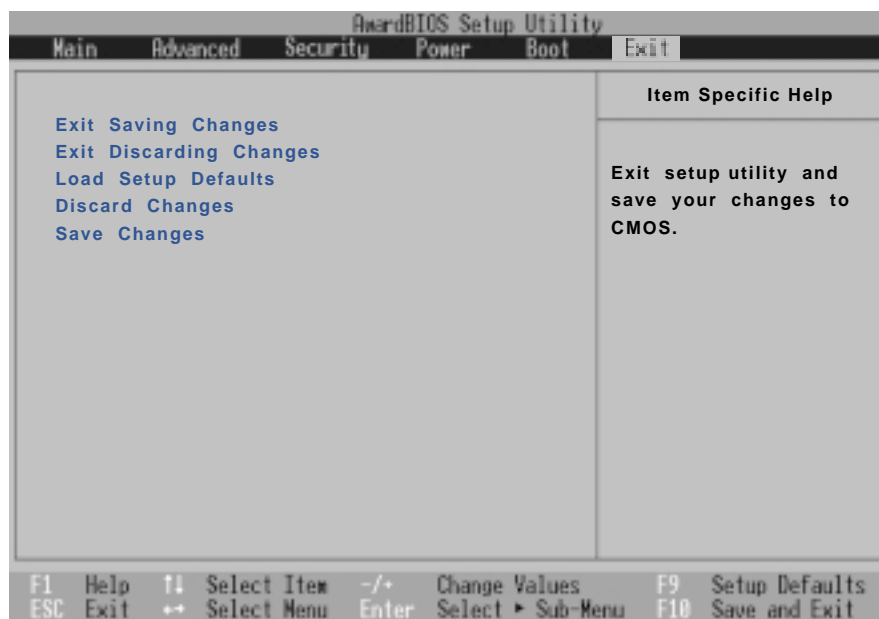 AwardBIOS Setup Utility
Main Advanced Security Power Boot Exit
Item Specific Help
Exit Saving Changes
Exit Discarding Changes
Load Setup Defaults
Discard Changes
Save Changes
Exit setup utility and
save your changes to
CMOS.
F1 Help ↑↓ Select Item -/+ Change Values F9 Setup Defaults
ESC Exit ←→ Select Menu Enter Select ► Sub-Menu F10 Save and Exit